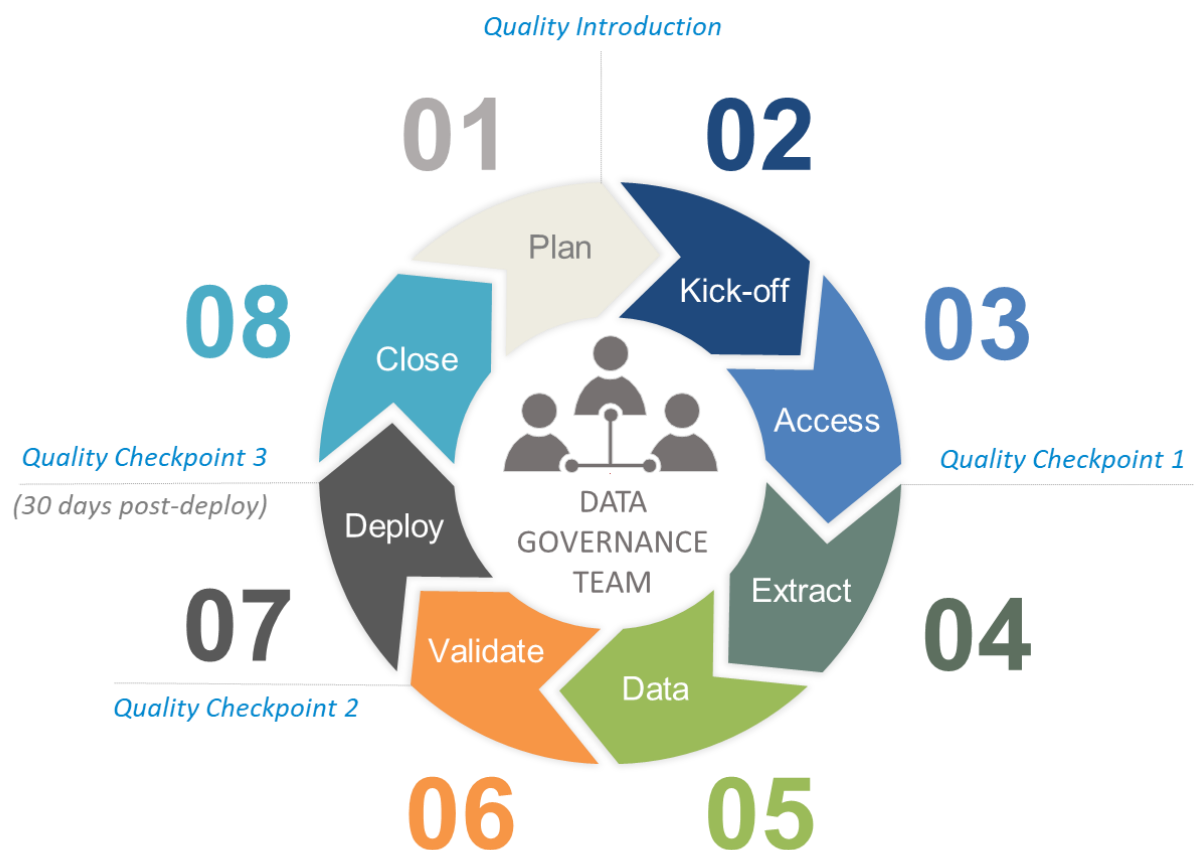 Quality Introduction
01
02
Plan
Kick-off
08
03
Close
Access
Quality Checkpoint 3
(30 days post-deploy)
Quality Checkpoint 1
DATA
GOVERNANCE
TEAM
Deploy
Extract
07
04
Validate
Data
Quality Checkpoint 2
06
05